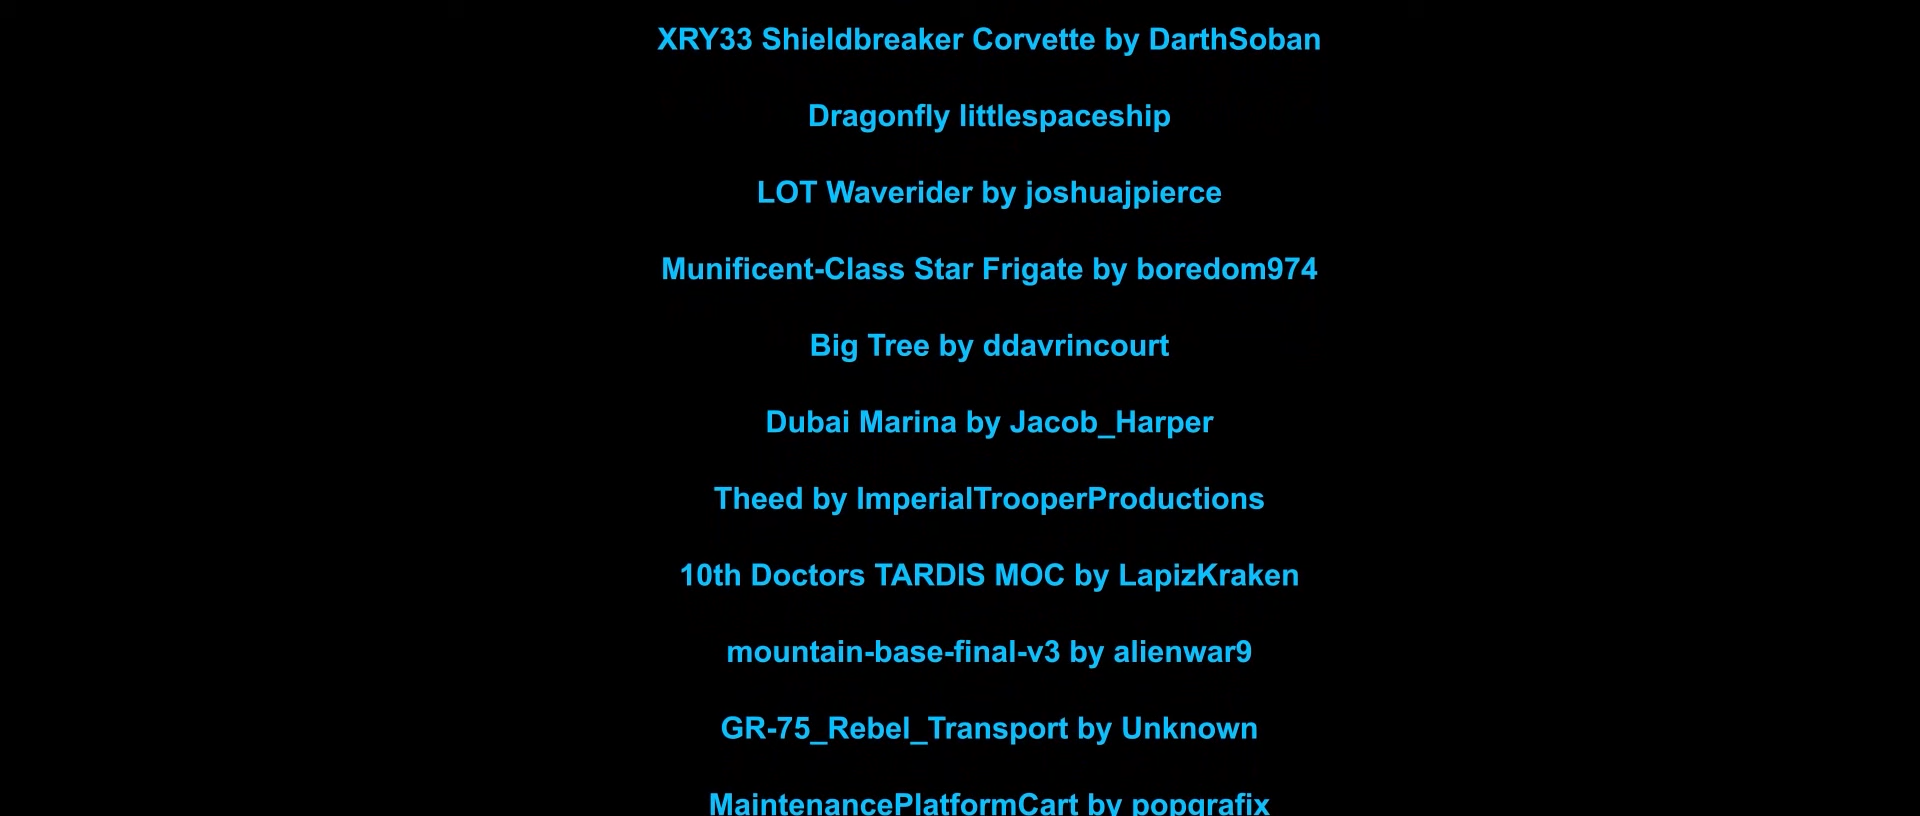 XRY33 Shieldbreaker Corvette by DarthSoban
Dragonfly littlespaceship
LOT Waverider by joshuajpierce
Munificent-Class Star Frigate by boredom974
Big Tree by ddavrincourt
Dubai Marina by Jacob_Harper
Theed by ImperialTrooperProductions
10th Doctors TARDIS MOC by LapizKraken
mountain-base-final-v3 by alienwar9
GR-75_Rebel_Transport by Unknown
MaintenancePlatformCart by popgrafix